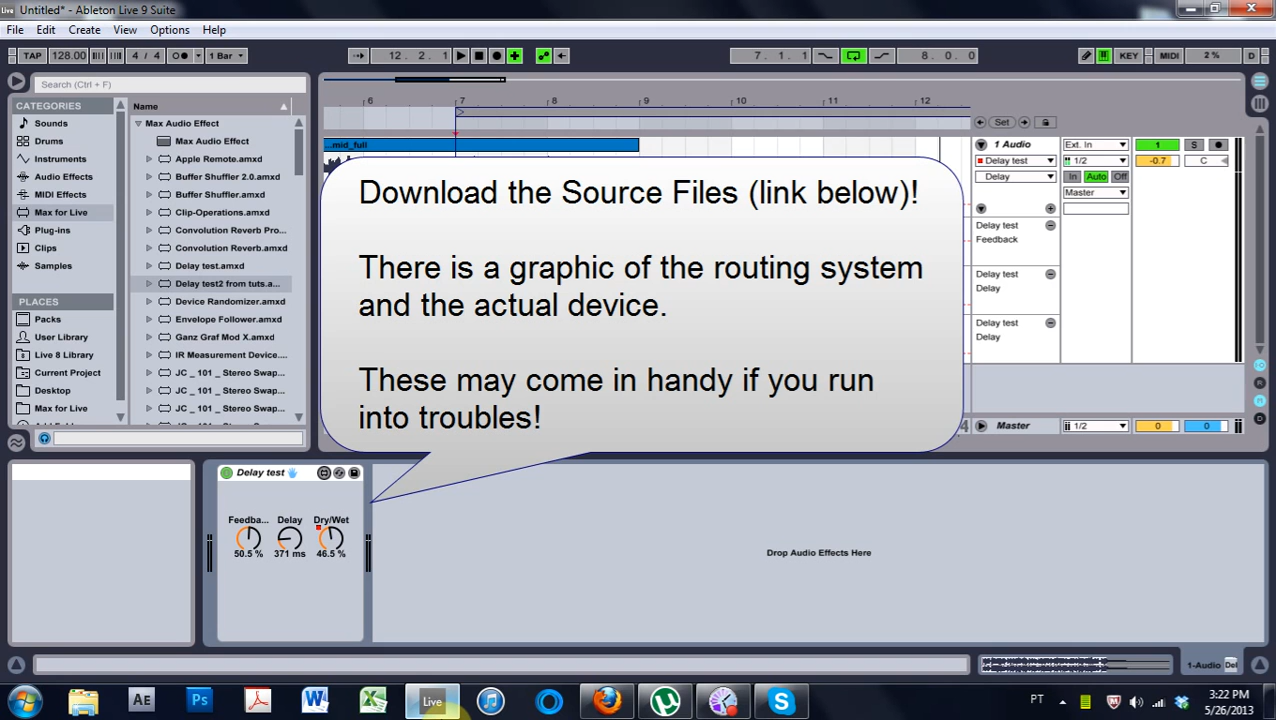 Untitled* - Ableton Live 9 Suite
File Edit Create View Options Help
TAP 128.00 4 / 4 1 Bar 12. 2. 1 7. 1. 1 8. 0. 0 KEY MIDI 2 % D
Search (Ctrl + F)
CATEGORIES
Sounds
Drums
Instruments
Audio Effects
MIDI Effects
Max for Live
Plug-ins
Clips
Samples
PLACES
Packs
User Library
Live 8 Library
Current Project
Desktop
Max for Live
Name
Max Audio Effect
Max Audio Effect
Apple Remote.amxd
Buffer Shuffler 2.0.amxd
Buffer Shuffler.amxd
Clip-Operations.amxd
Convolution Reverb Pro...
Convolution Reverb.amxd
Delay test.amxd
Delay test2 from tuts.a...
Device Randomizer.amxd
Envelope Follower.amxd
Ganz Graf Mod X.amxd
IR Measurement Device....
JC _ 101 _ Stereo Swap...
JC _ 101 _ Stereo Swap...
JC _ 101 _ Stereo Swap...
6 7 8 9 10 11 12
Set
...mid_full
Download the Source Files (link below)!
There is a graphic of the routing system
and the actual device.
These may come in handy if you run
into troubles!
1 Audio Ext. In 1 S
Delay test 1/2 -0.7 C
Delay In Auto Off
Master
Delay test
Feedback
Delay test
Delay
Delay test
Delay
Master 1/2 0 0
Delay test
Feedba... Delay Dry/Wet
50.5 % 371 ms 46.5 %
Drop Audio Effects Here
1-Audio Del
AE Ps Live PT
3:22 PM
5/26/2013